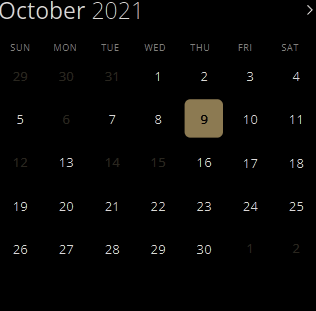 October 2021
SUN MON TUE WED THU FRI SAT
29 30 31 1 2 3 4
5 6 7 8 9 10 11
12 13 14 15 16 17 18
19 20 21 22 23 24 25
26 27 28 29 30 1 2